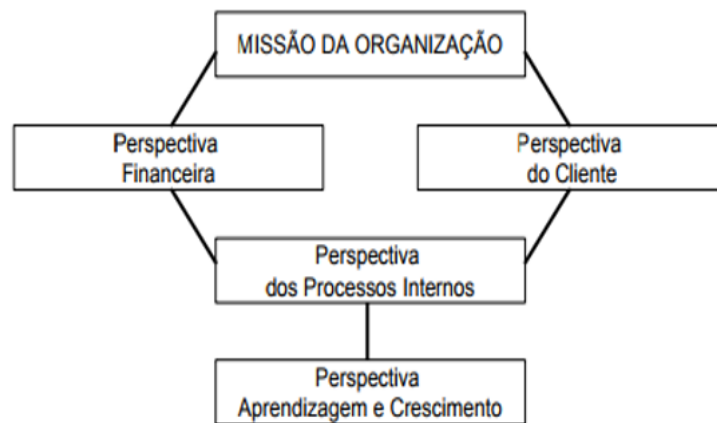 MISSÃO DA ORGANIZAÇÃO
Perspectiva
Financeira
Perspectiva
do Cliente
Perspectiva
dos Processos Internos
Perspectiva
Aprendizagem e Crescimento